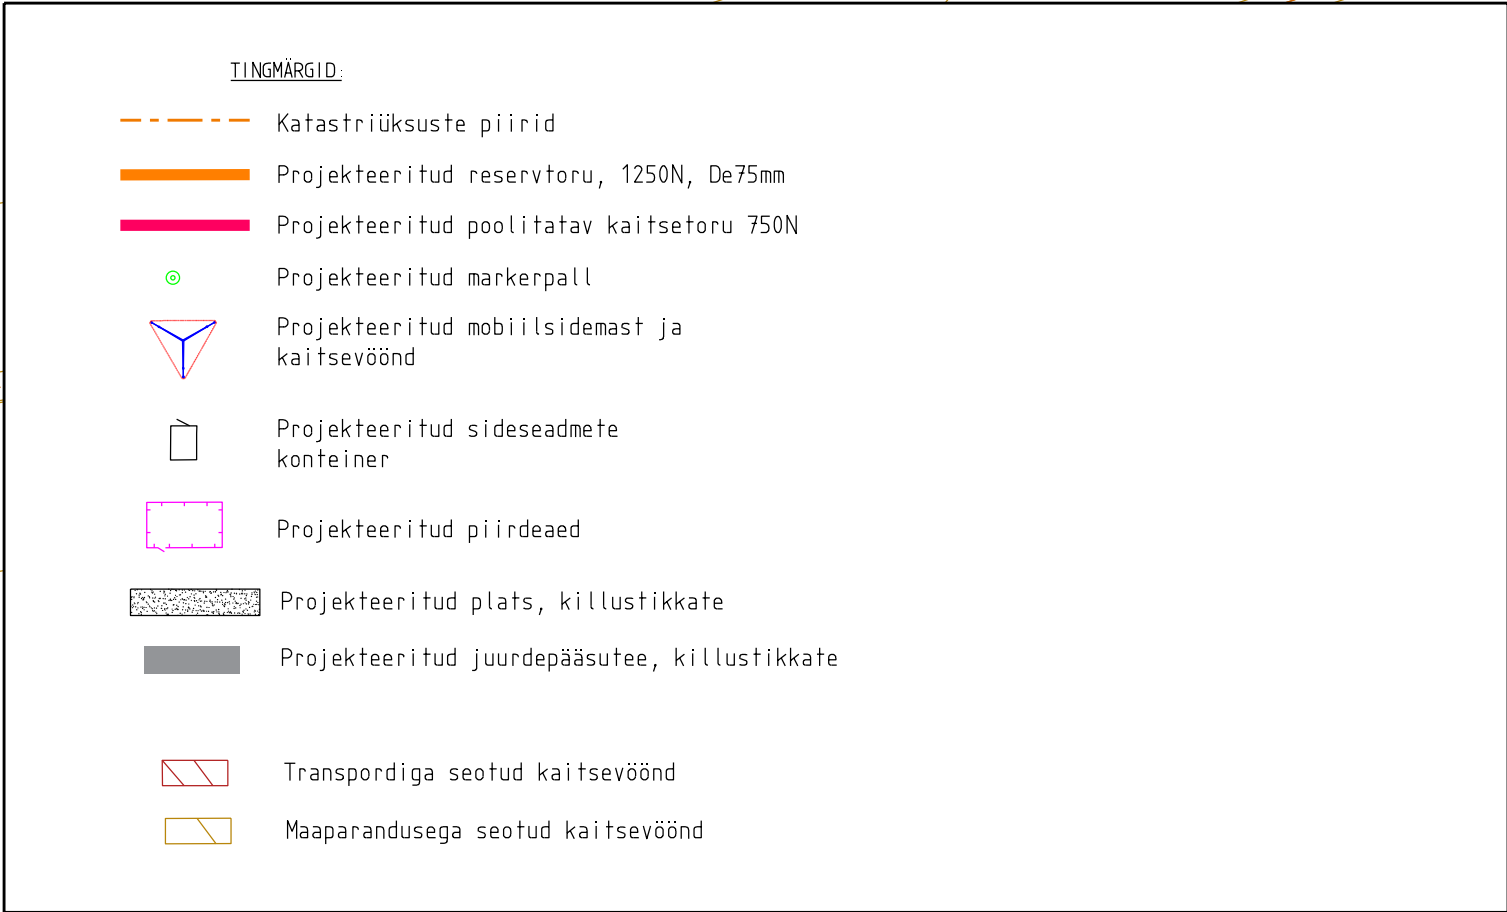 TINGMÄRGID:
Katastriüksuste piirid
Projekteeritud reservtoru, 1250N, De75mm
Projekteeritud poolitatav kaitsetoru 750N
Projekteeritud markerpall
Projekteeritud mobiilsidemast ja
kaitsevöönd
Projekteeritud sideseadmete
konteiner
Projekteeritud piirdeaed
Projekteeritud plats, killustikkate
Projekteeritud juurdepääsutee, killustikkate
Transpordiga seotud kaitsevöönd
Maaparandusega seotud kaitsevöönd